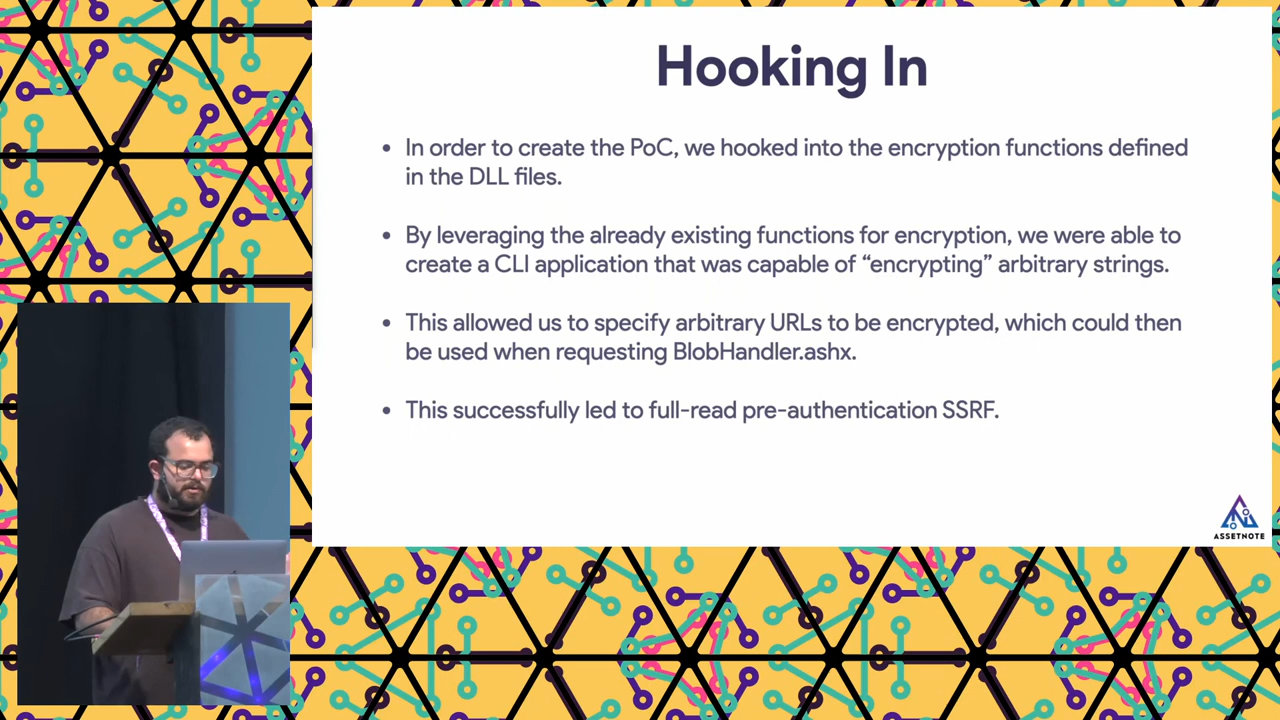 Hooking In
• In order to create the PoC, we hooked into the encryption functions defined
in the DLL files.
• By leveraging the already existing functions for encryption, we were able to
create a CLI application that was capable of “encrypting” arbitrary strings.
• This allowed us to specify arbitrary URLs to be encrypted, which could then
be used when requesting BlobHandler.ashx.
• This successfully led to full-read pre-authentication SSRF.
ASSETNOTE